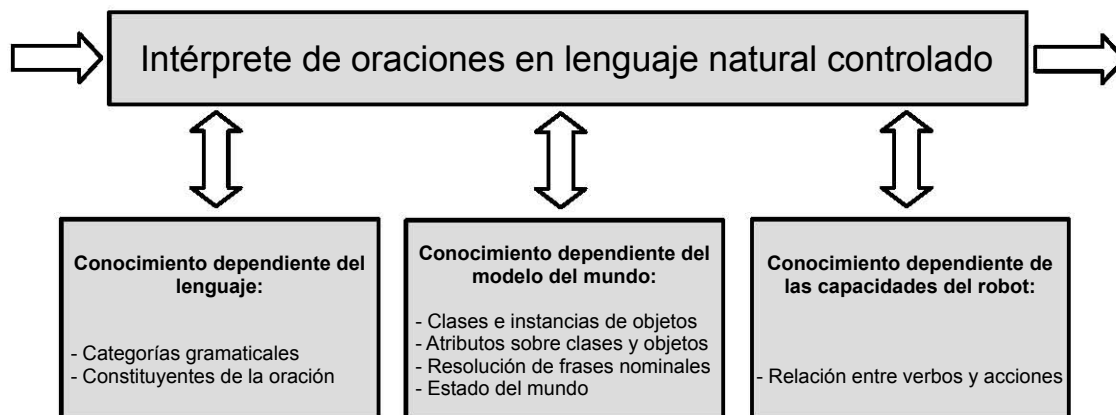 Intérprete de oraciones en lenguaje natural controlado
Conocimiento dependiente del
lenguaje:
- Categorías gramaticales
- Constituyentes de la oración
Conocimiento dependiente del
modelo del mundo:
- Clases e instancias de objetos
- Atributos sobre clases y objetos
- Resolución de frases nominales
- Estado del mundo
Conocimiento dependiente de
las capacidades del robot:
- Relación entre verbos y acciones